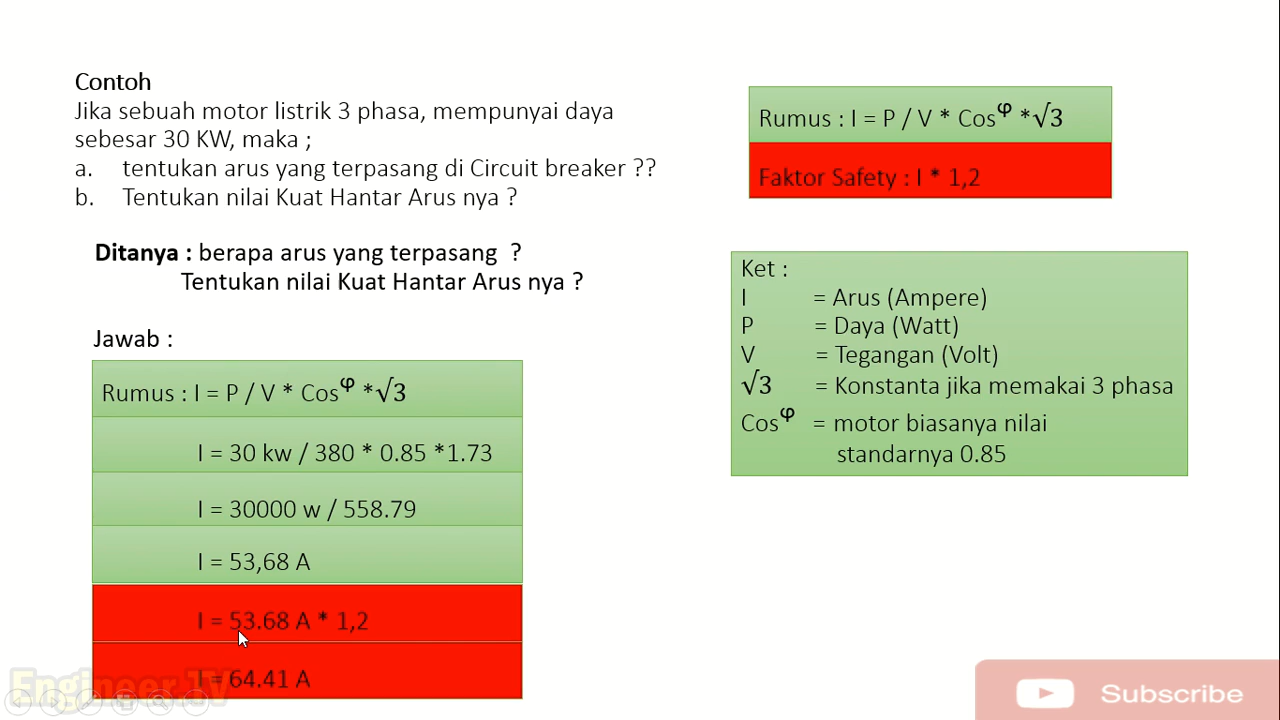 Contoh
Jika sebuah motor listrik 3 phasa, mempunyai daya
sebesar 30 KW, maka ;
a. tentukan arus yang terpasang di Circuit breaker ??
b. Tentukan nilai Kuat Hantar Arus nya ?
Ditanya : berapa arus yang terpasang ?
Tentukan nilai Kuat Hantar Arus nya ?
Jawab :
Rumus : I = P / V * Cos φ *√3
I = 30 kw / 380 * 0.85 *1.73
I = 30000 w / 558.79
I = 53,68 A
I = 53.68 A * 1,2
I = 64.41 A
Rumus : I = P / V * Cos φ *√3
Faktor Safety : I * 1,2
Ket :
I = Arus (Ampere)
P = Daya (Watt)
V = Tegangan (Volt)
√3 = Konstanta jika memakai 3 phasa
Cos φ = motor biasanya nilai
standarnya 0.85
Engineer.TV
Subscribe